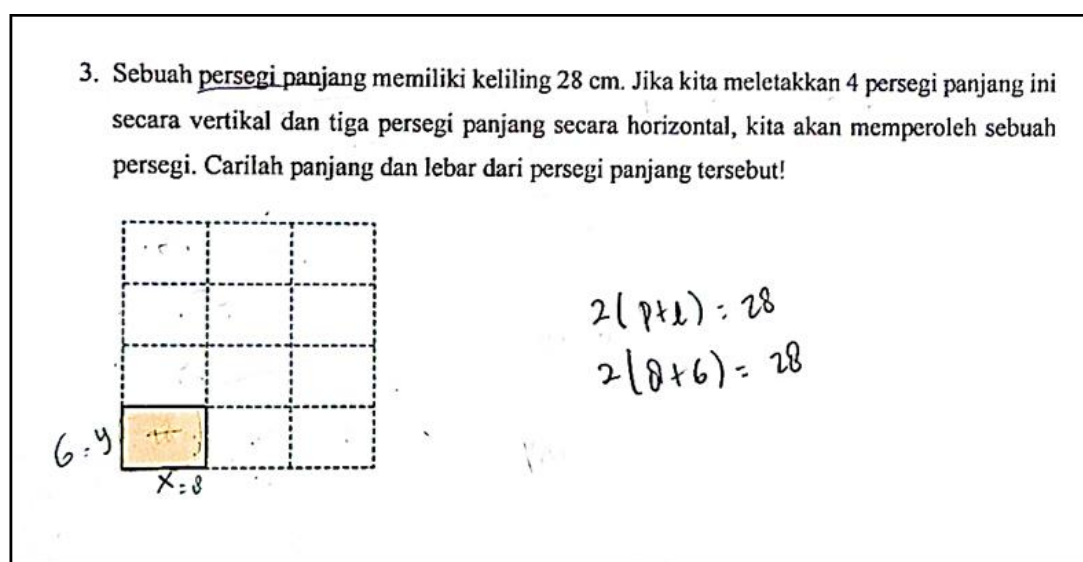 3. Sebuah persegi panjang memiliki keliling 28 cm. Jika kita meletakkan 4 persegi panjang ini
secara vertikal dan tiga persegi panjang secara horizontal, kita akan memperoleh sebuah
persegi. Carilah panjang dan lebar dari persegi panjang tersebut!
2(p+l) = 28
2(8+6) = 28
6 = y
x = 8